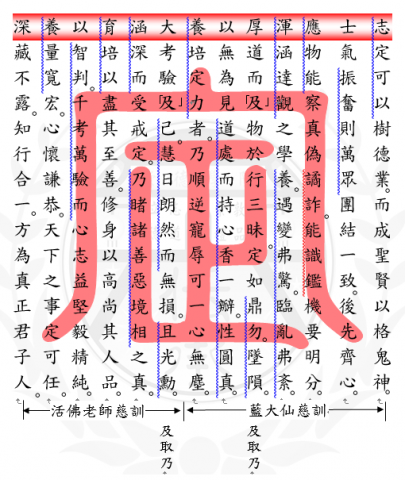 志定可以樹德業。而成聖賢以格鬼神。
士氣振奮則萬眾團結一致。後先齊心。
應物能察真偽譎詐。能識鑑機要明分。
渾涵達觀之學養。遇變弗驚。臨亂弗紊。
厚道而「及」物於行三昧定如鼎勿。墜隕
以無為而見道處而持心香一辦。性圓真
養培定力者。乃順逆寵辱可一心無塵。
大考驗「及」己。慧日朗然而無損。且光勳
涵深而受戒定。乃睹諸善惡境相之真。
育培以盡其至善。修身以高尚其人品。
以智判。千考萬驗而心志益堅毅精純。
養量寬宏。心懷謙恭。天下之事定可任。
深藏不露。知行合一。方為真正君子人。
藍大仙慈訓
活佛老師慈訓
及取乃
及取乃